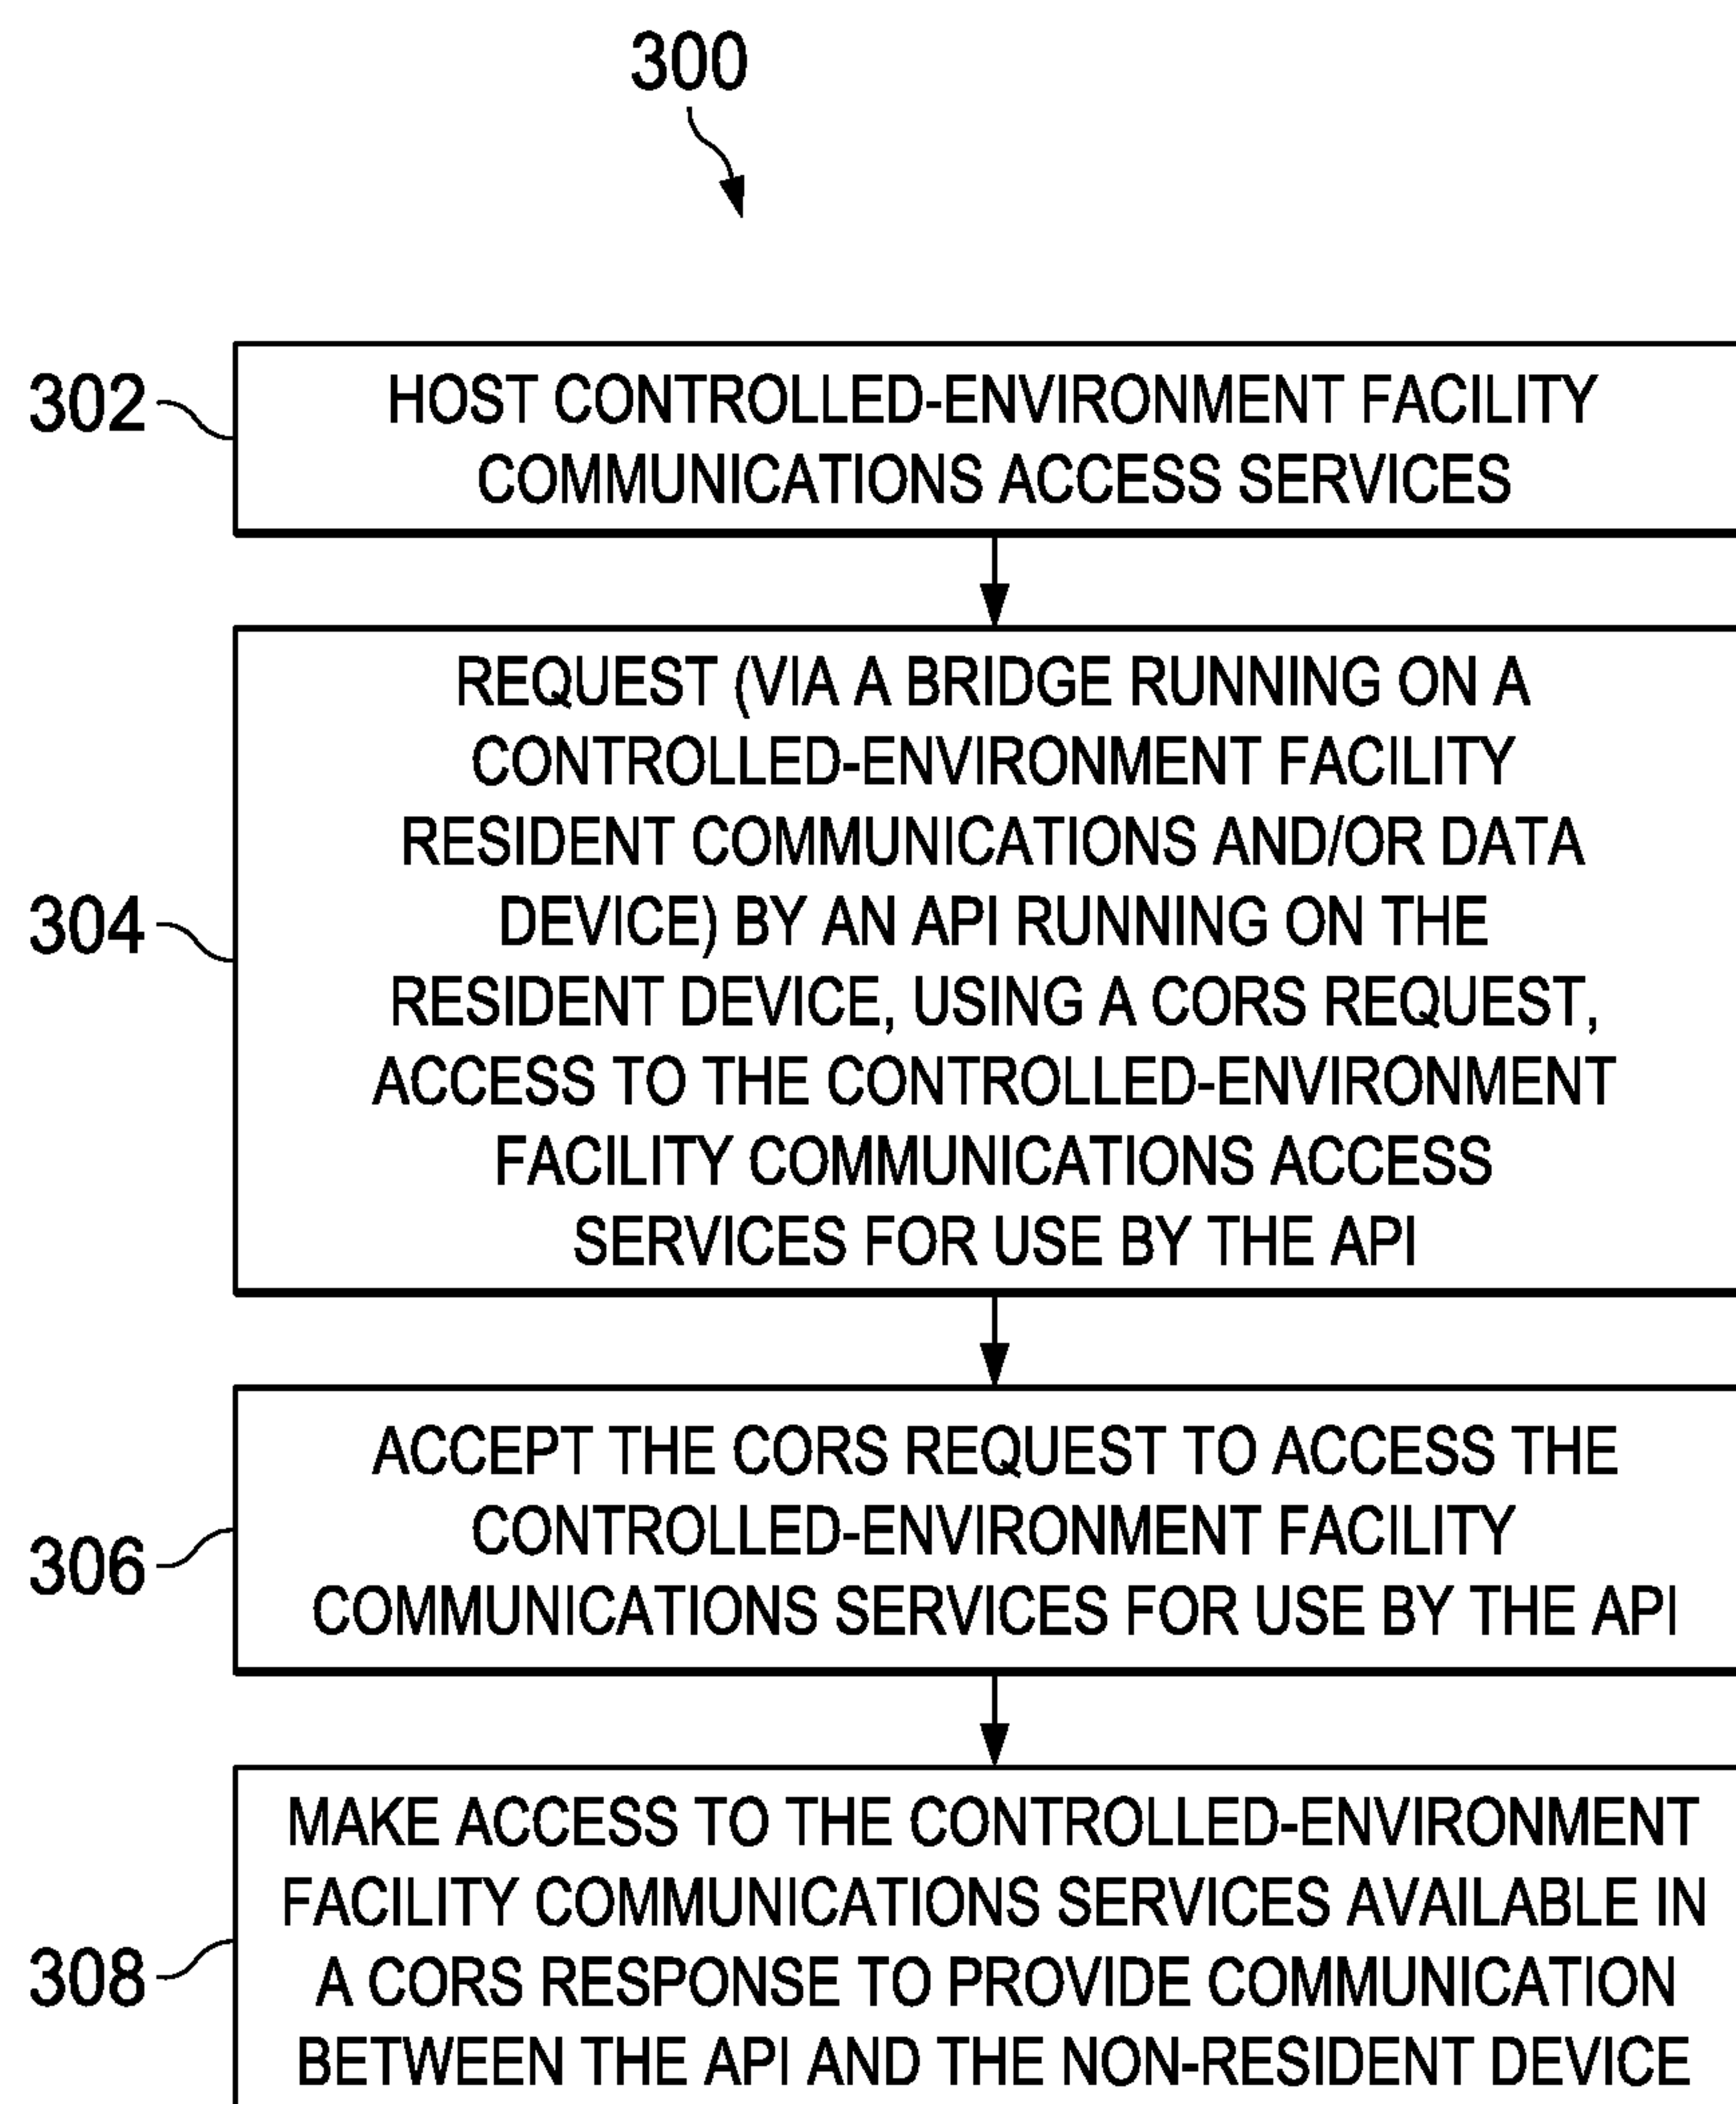 300
302
HOST CONTROLLED-ENVIRONMENT FACILITY
COMMUNICATIONS ACCESS SERVICES
304
REQUEST (VIA A BRIDGE RUNNING ON A
CONTROLLED-ENVIRONMENT FACILITY
RESIDENT COMMUNICATIONS AND/OR DATA
DEVICE) BY AN API RUNNING ON THE
RESIDENT DEVICE, USING A CORS REQUEST,
ACCESS TO THE CONTROLLED-ENVIRONMENT
FACILITY COMMUNICATIONS ACCESS
SERVICES FOR USE BY THE API
306
ACCEPT THE CORS REQUEST TO ACCESS THE
CONTROLLED-ENVIRONMENT FACILITY
COMMUNICATIONS SERVICES FOR USE BY THE API
308
MAKE ACCESS TO THE CONTROLLED-ENVIRONMENT
FACILITY COMMUNICATIONS SERVICES AVAILABLE IN
A CORS RESPONSE TO PROVIDE COMMUNICATION
BETWEEN THE API AND THE NON-RESIDENT DEVICE